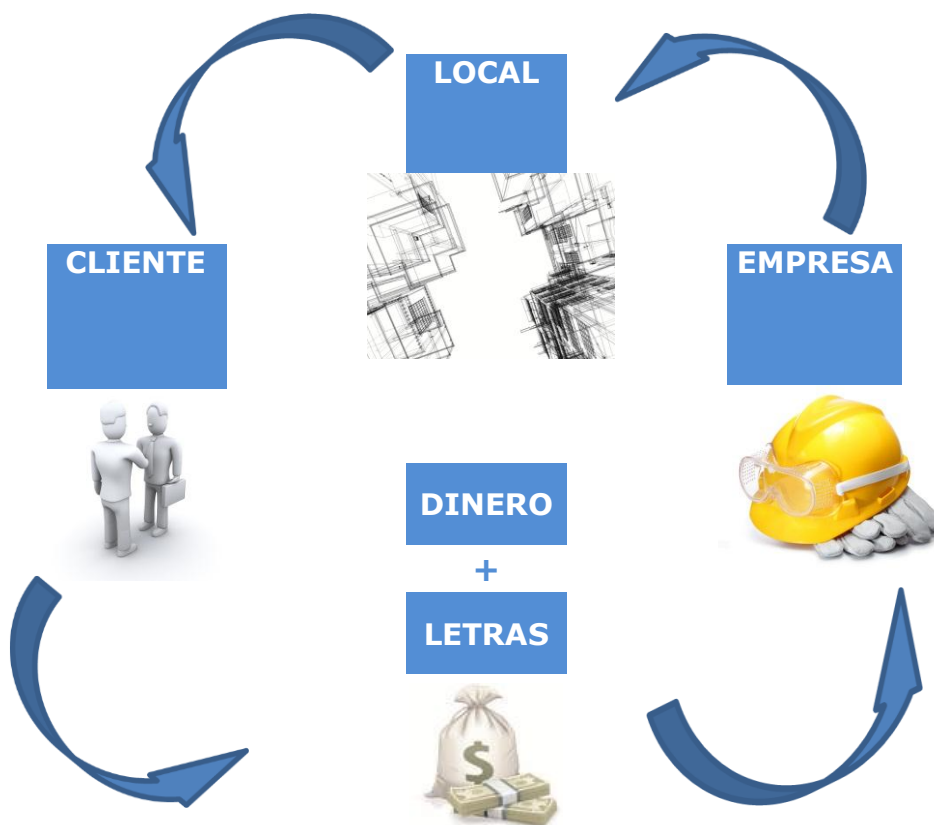 LOCAL
CLIENTE
EMPRESA
DINERO
+
LETRAS
$